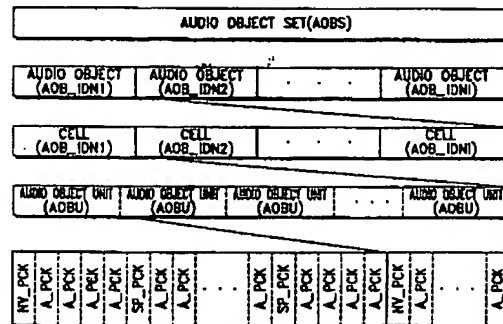 AUDIO OBJECT SET(AOBS)
AUDIO OBJECT (AOB_IDN1) AUDIO OBJECT (AOB_IDN2) . . . AUDIO OBJECT (AOB_IDNI)
CELL (AOB_IDN1) CELL (AOB_IDN2) . . . CELL (AOB_IDNI)
AUDIO OBJECT UNIT (AOBU) AUDIO OBJECT UNIT (AOBU) AUDIO OBJECT UNIT (AOBU) . . . AUDIO OBJECT UNIT (AOBU)
NV_PCK A_PCK A_PCK A_PCK A_PCK SP_PCK A_PCK A_PCK . . . A_PCK SP_PCK A_PCK A_PCK A_PCK A_PCK NV_PCK A_PCK . . . A_PCK